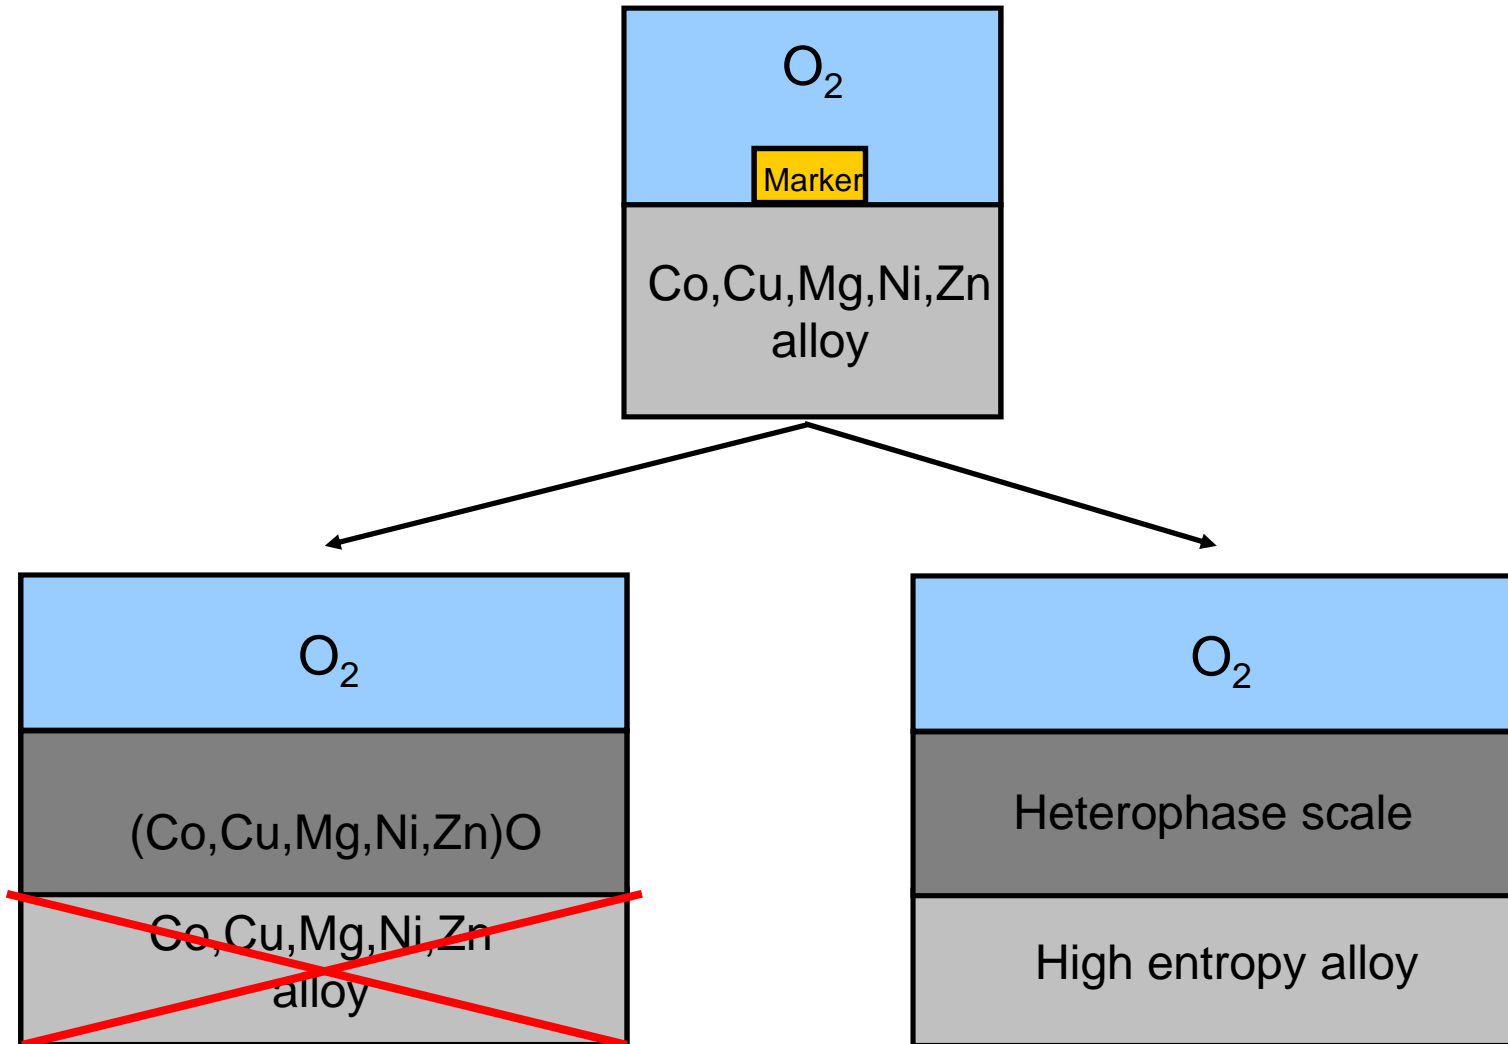 O₂
Marker
Co,Cu,Mg,Ni,Zn
alloy
O₂
(Co,Cu,Mg,Ni,Zn)O
Co,Cu,Mg,Ni,Zn
alloy
O₂
Heterophase scale
High entropy alloy